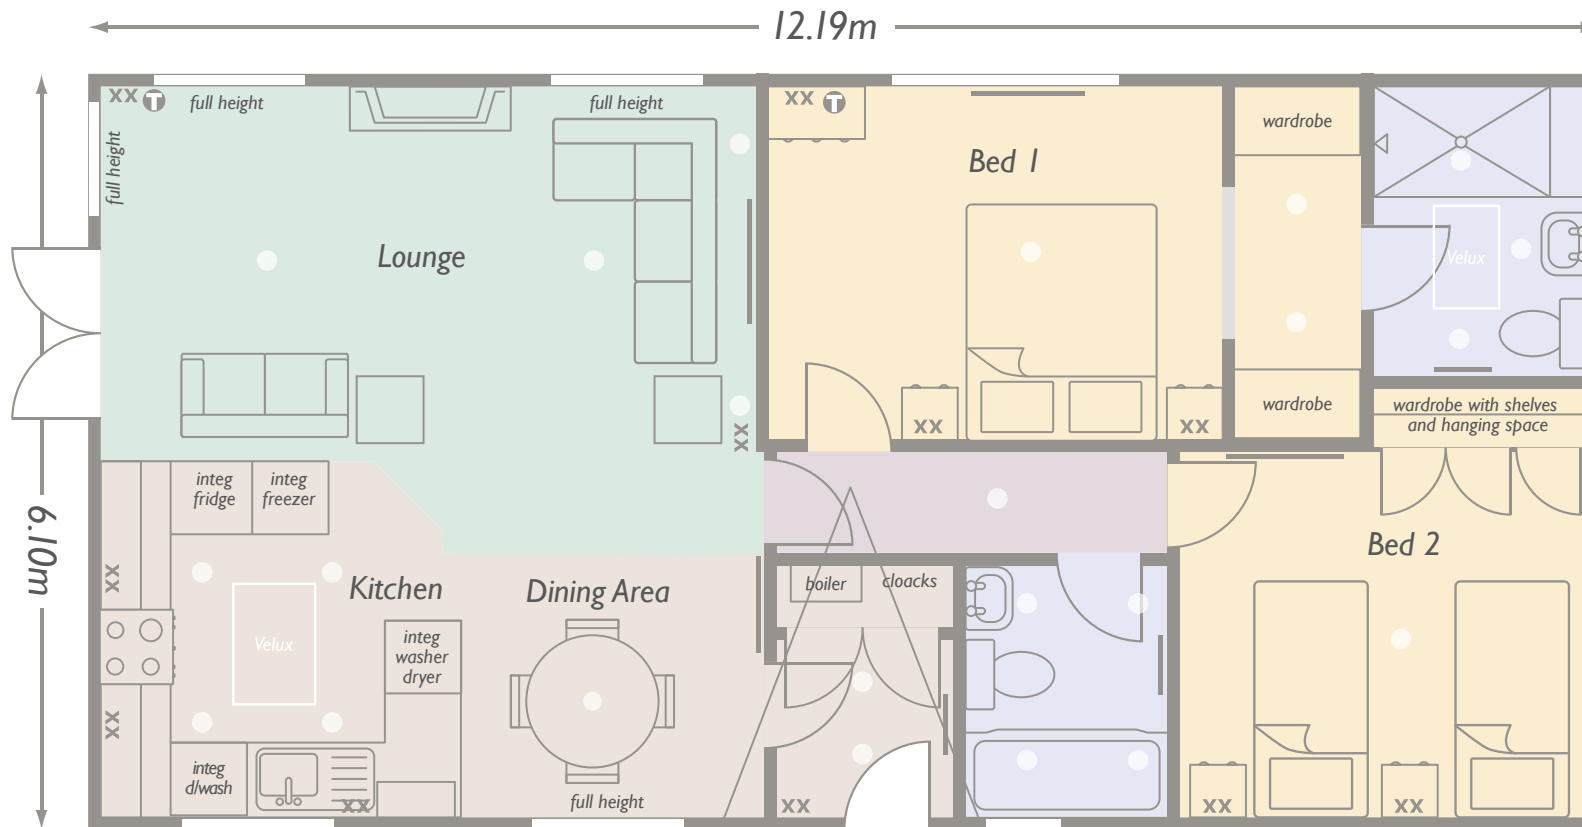 12.19m
XX T
full height
full height
XX T
wardrobe
full height
Bed 1
Lounge
Velux
wardrobe
wardrobe with shelves
and hanging space
XX
XX
XX
integ
fridge
integ
freezer
6.10m
Bed 2
XX
Kitchen
Dining Area
boiler
cloacks
Velux
integ
washer
dryer
XX
integ
d/wash
XX
full height
XX
XX
XX